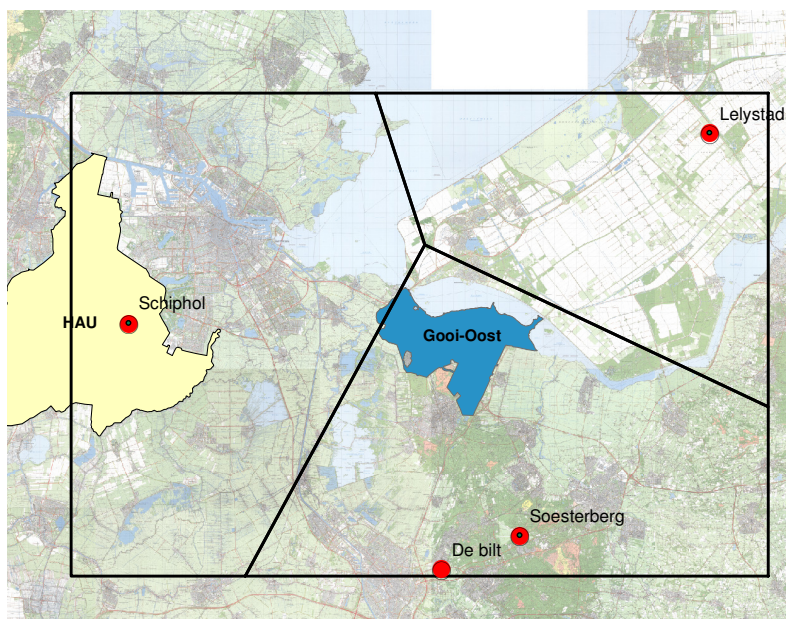 Lelystad
Schiphol
HAU
Gooi-Oost
Soesterberg
De bilt